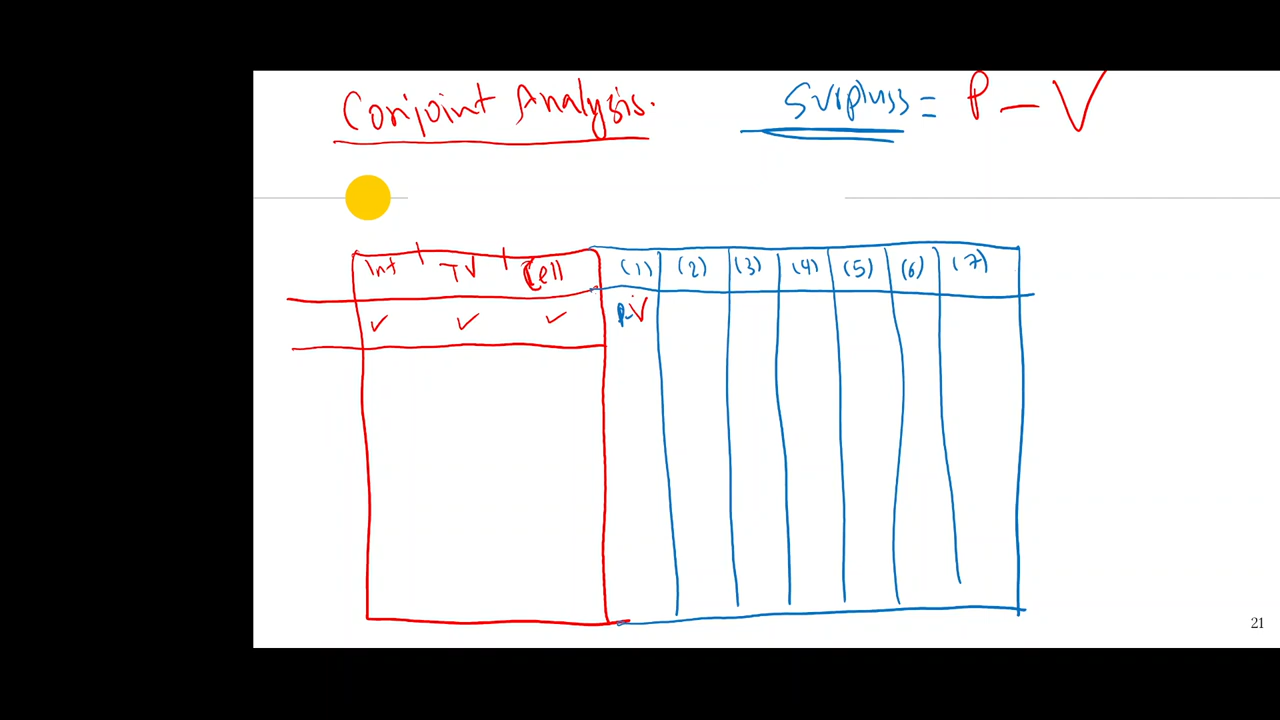 Conjoint Analysis. Surpluss = P - V
Int TV Cell (1) (2) (3) (4) (5) (6) (7)
✓ ✓ ✓ P-V
21